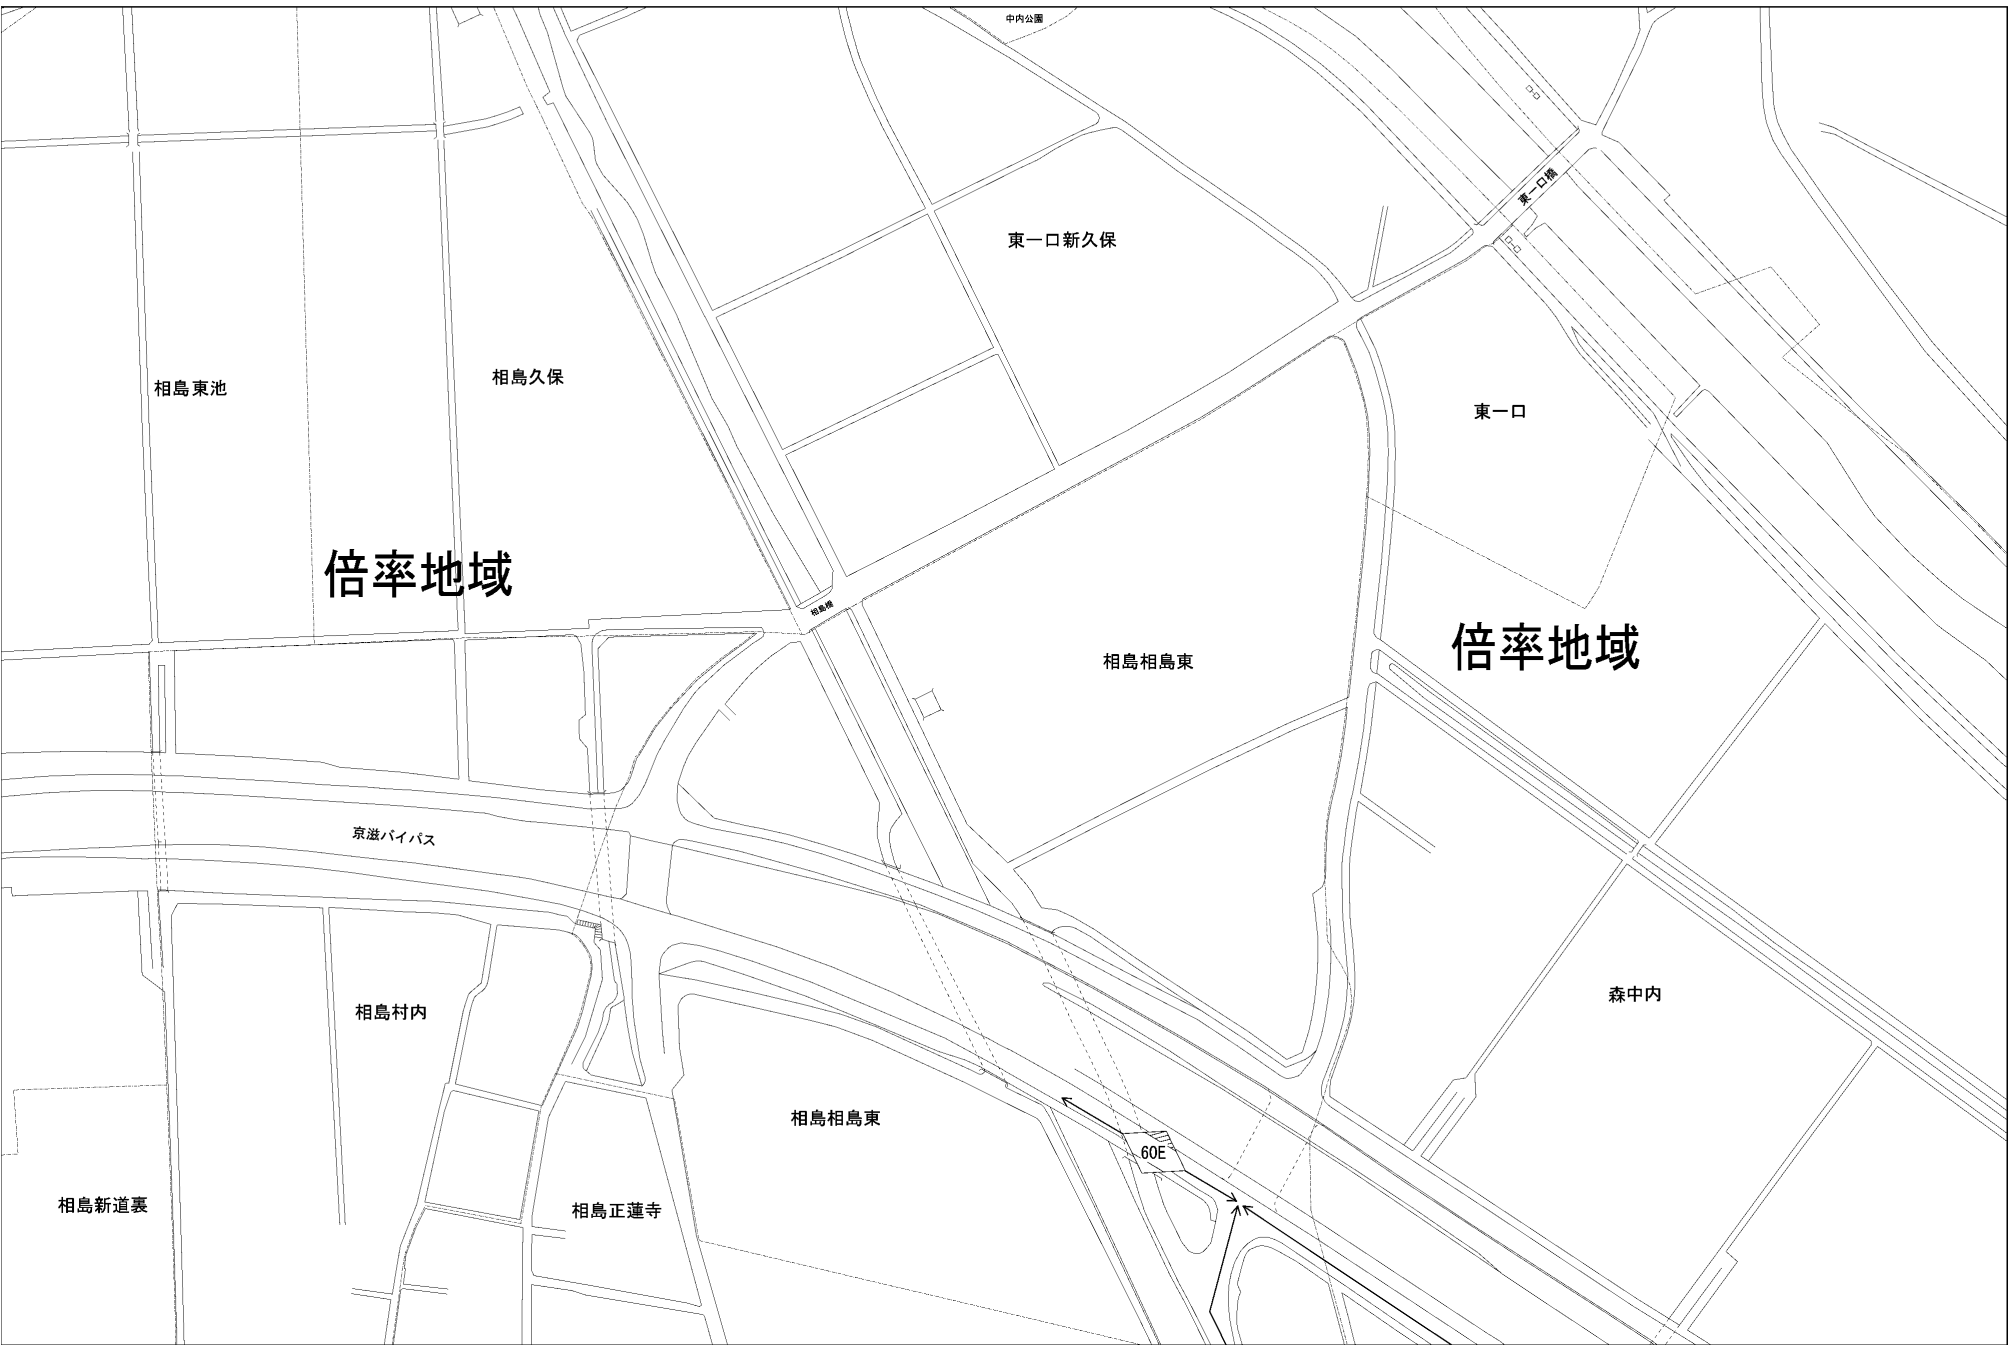 中内公園
東一口橋
東一口新久保
相島久保
相島東池
東一口
倍率地域
相島橋
倍率地域
相島相島東
京滋バイパス
森中内
相島村内
相島相島東
60E
相島新道裏
相島正蓮寺